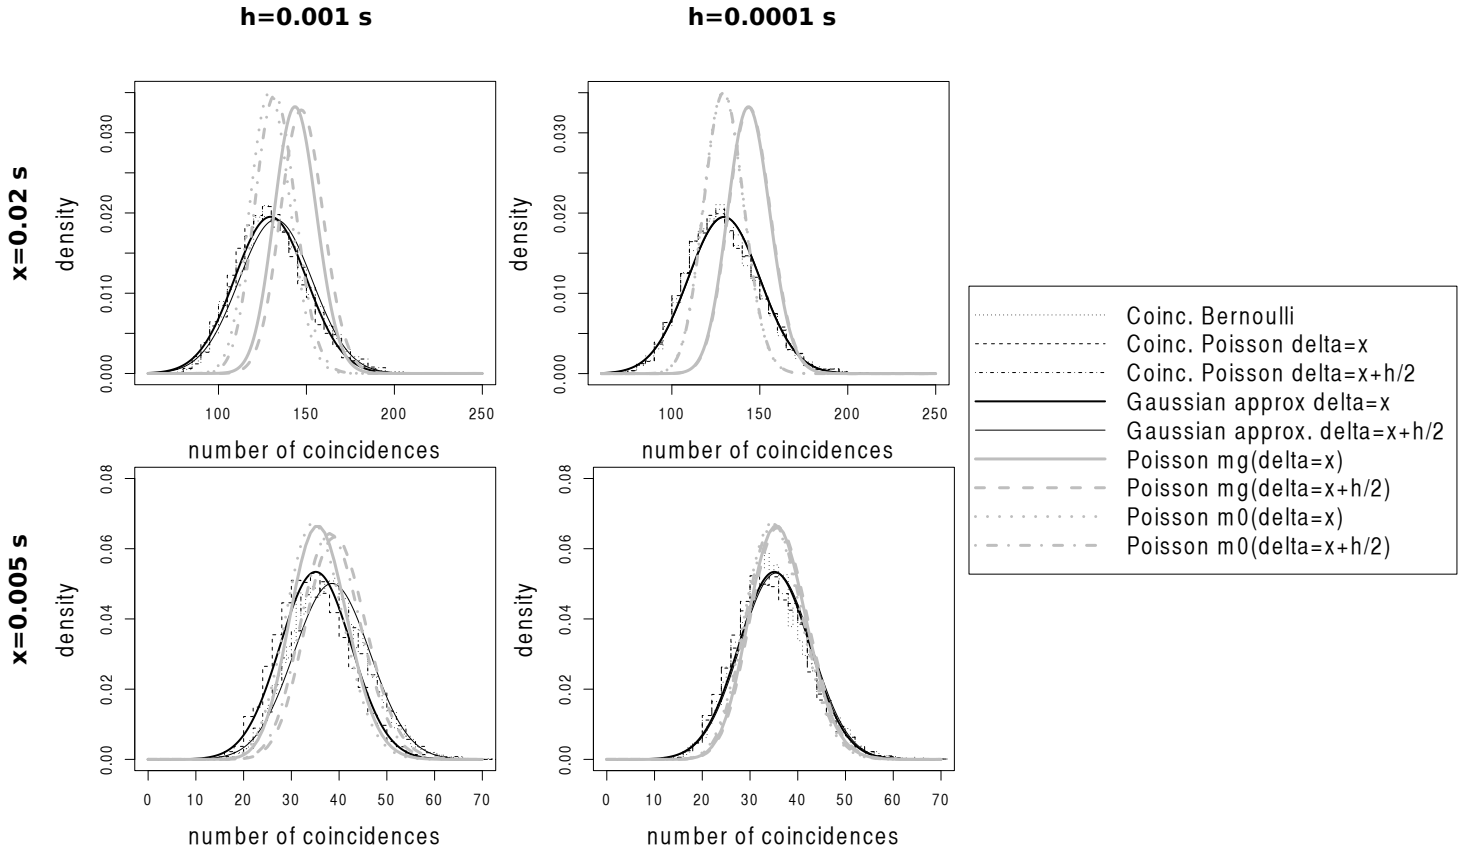 h=0.001 s
h=0.0001 s
x=0.02 s
density
0.000
0.010
0.020
0.030
100
150
200
250
number of coincidences
density
0.000
0.010
0.020
0.030
100
150
200
250
number of coincidences
x=0.005 s
density
0.00
0.02
0.04
0.06
0.08
0
10
20
30
40
50
60
70
number of coincidences
density
0.00
0.02
0.04
0.06
0.08
0
10
20
30
40
50
60
70
number of coincidences
Coinc. Bernoulli
Coinc. Poisson delta=x
Coinc. Poisson delta=x+h/2
Gaussian approx delta=x
Gaussian approx. delta=x+h/2
Poisson mg(delta=x)
Poisson mg(delta=x+h/2)
Poisson m0(delta=x)
Poisson m0(delta=x+h/2)